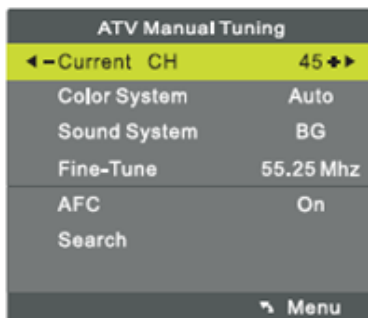 ATV Manual Tuning
Current CH 45
Color System Auto
Sound System BG
Fine-Tune 55.25 Mhz
AFC On
Search
Menu